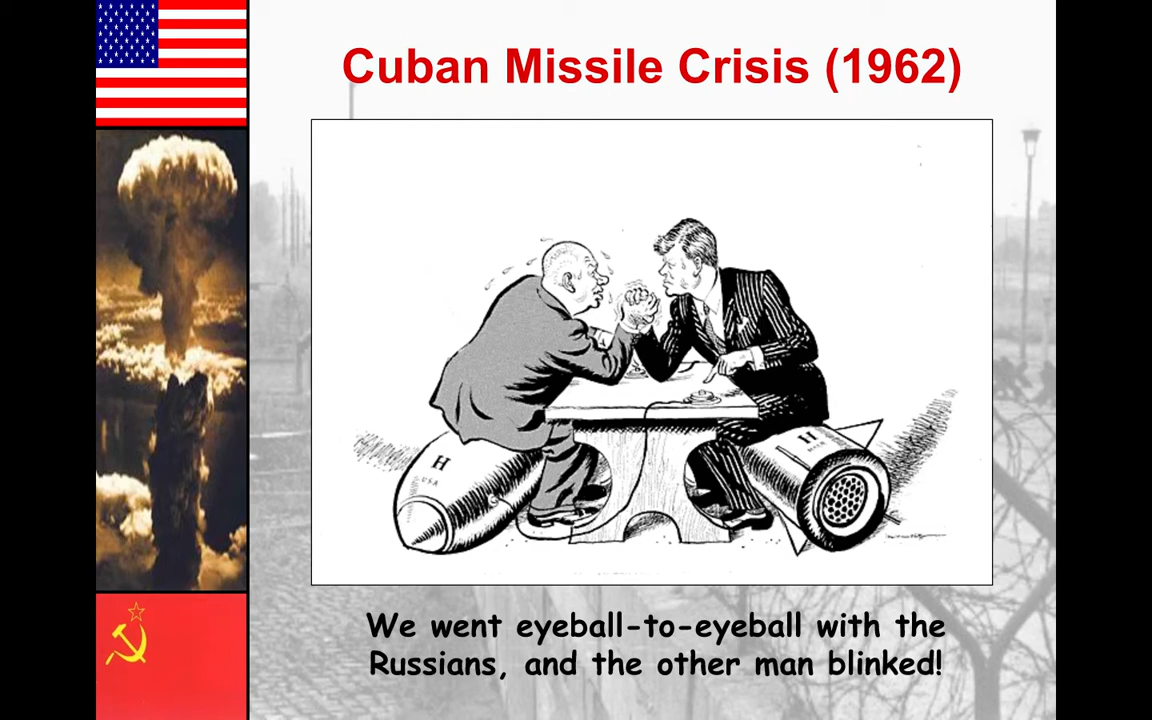 Cuban Missile Crisis (1962)
H
USA
H
We went eyeball-to-eyeball with the
Russians, and the other man blinked!